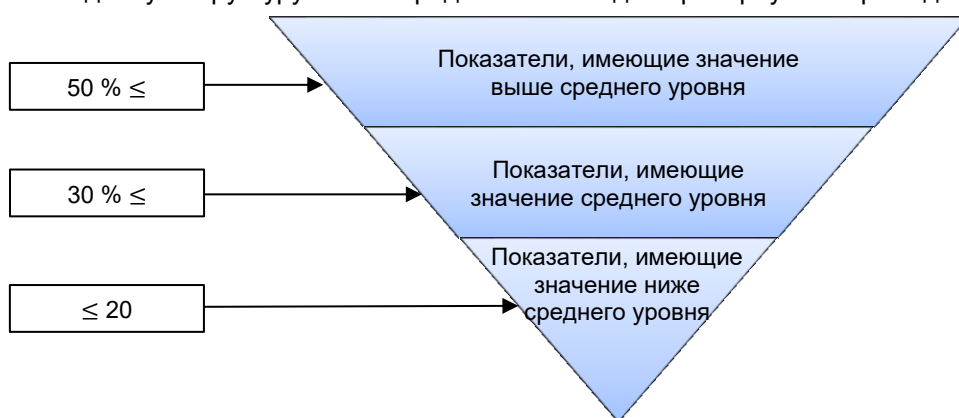 50 % ≤
Показатели, имеющие значение
выше среднего уровня
30 % ≤
Показатели, имеющие
значение среднего уровня
≤ 20
Показатели, имеющие
значение ниже
среднего уровня